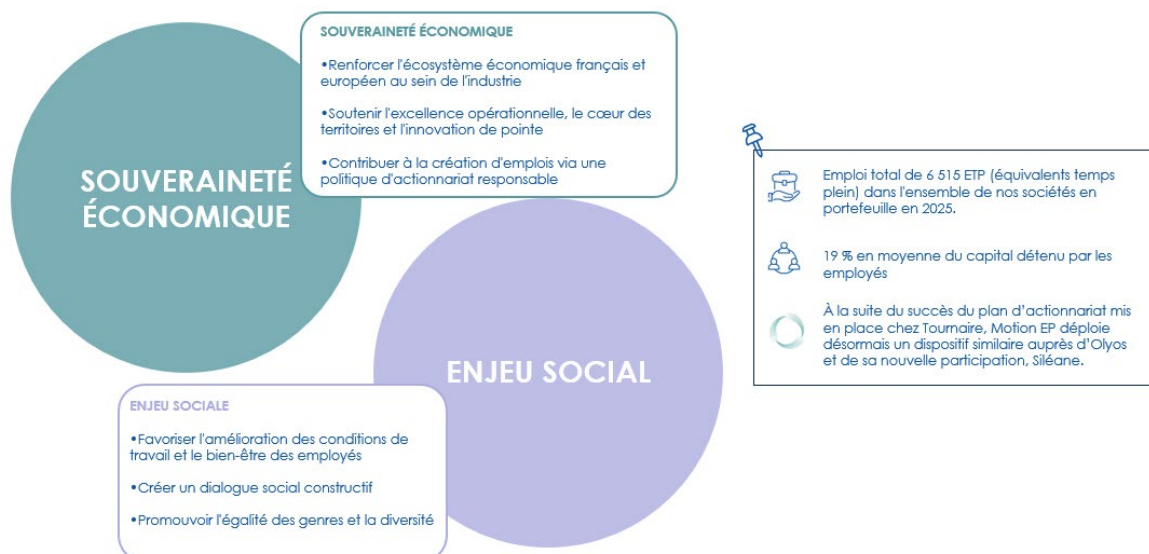 SOUVERAINETÉ ÉCONOMIQUE
•Renforcer l'écosystème économique français et
européen au sein de l'industrie
•Soutenir l'excellence opérationnelle, le cœur des
territoires et l'innovation de pointe
•Contribuer à la création d'emplois via une
politique d'actionnariat responsable
SOUVERAINETÉ
ÉCONOMIQUE
Emploi total de 6 515 ETP (équivalents temps
plein) dans l'ensemble de nos sociétés en
portefeuille en 2025.
19 % en moyenne du capital détenu par les
employés
À la suite du succès du plan d’actionnariat mis
en place chez Tournaire, Motion EP déploie
désormais un dispositif similaire auprès d’Olyos
et de sa nouvelle participation, Siléane.
ENJEU SOCIAL
ENJEU SOCIALE
•Favoriser l'amélioration des conditions de
travail et le bien-être des employés
•Créer un dialogue social constructif
•Promouvoir l'égalité des genres et la diversité